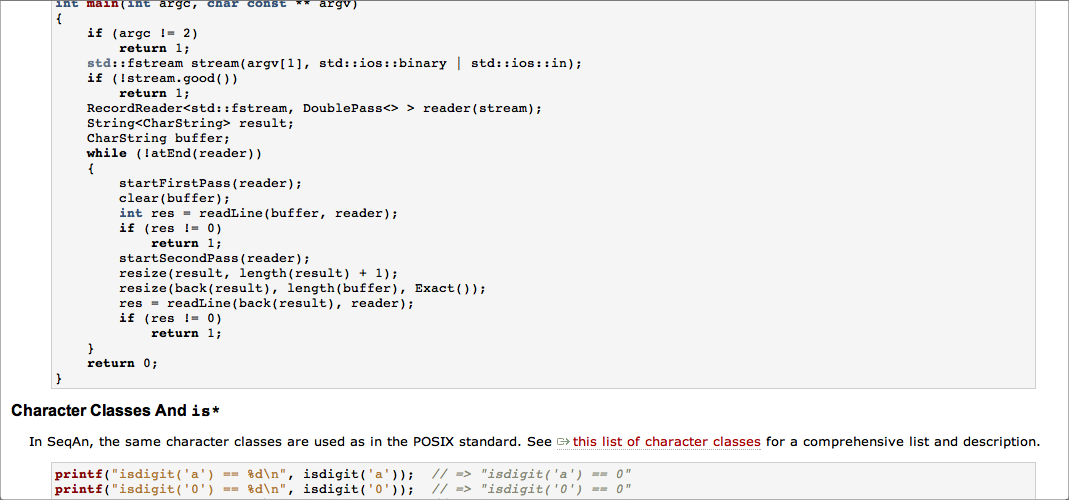 int main(int argc, char const ** argv)
{
    if (argc != 2)
        return 1;
    std::fstream stream(argv[1], std::ios::binary | std::ios::in);
    if (!stream.good())
        return 1;
    RecordReader<std::fstream, DoublePass<> > reader(stream);
    String<CharString> result;
    CharString buffer;
    while (!atEnd(reader))
    {
        startFirstPass(reader);
        clear(buffer);
        int res = readLine(buffer, reader);
        if (res != 0)
            return 1;
        startSecondPass(reader);
        resize(result, length(result) + 1);
        resize(back(result), length(buffer), Exact());
        res = readLine(back(result), reader);
        if (res != 0)
            return 1;
    }
    return 0;
}
Character Classes And is*
In SeqAn, the same character classes are used as in the POSIX standard. See this list of character classes for a comprehensive list and description.
printf("isdigit('a') == %d\n", isdigit('a'));  // => "isdigit('a') == 0"
printf("isdigit('0') == %d\n", isdigit('0'));  // => "isdigit('0') == 0"